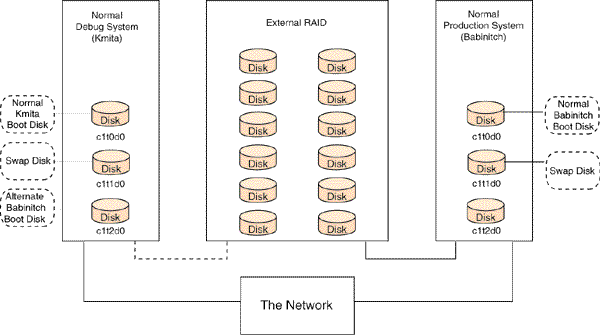 Normal
Debug System
(Kmita)
External RAID
Normal
Production System
(Babinitch)
Normal
Kmita
Boot Disk
Disk
c1t0d0
Swap Disk
Disk
c1t1d0
Alternate
Babinitch
Boot Disk
Disk
c1t2d0
Disk
Disk
Disk
Disk
Disk
Disk
Disk
Disk
Disk
Disk
Disk
Disk
Disk
c1t0d0
Normal
Babinitch
Boot Disk
Disk
c1t1d0
Swap Disk
Disk
c1t2d0
The Network